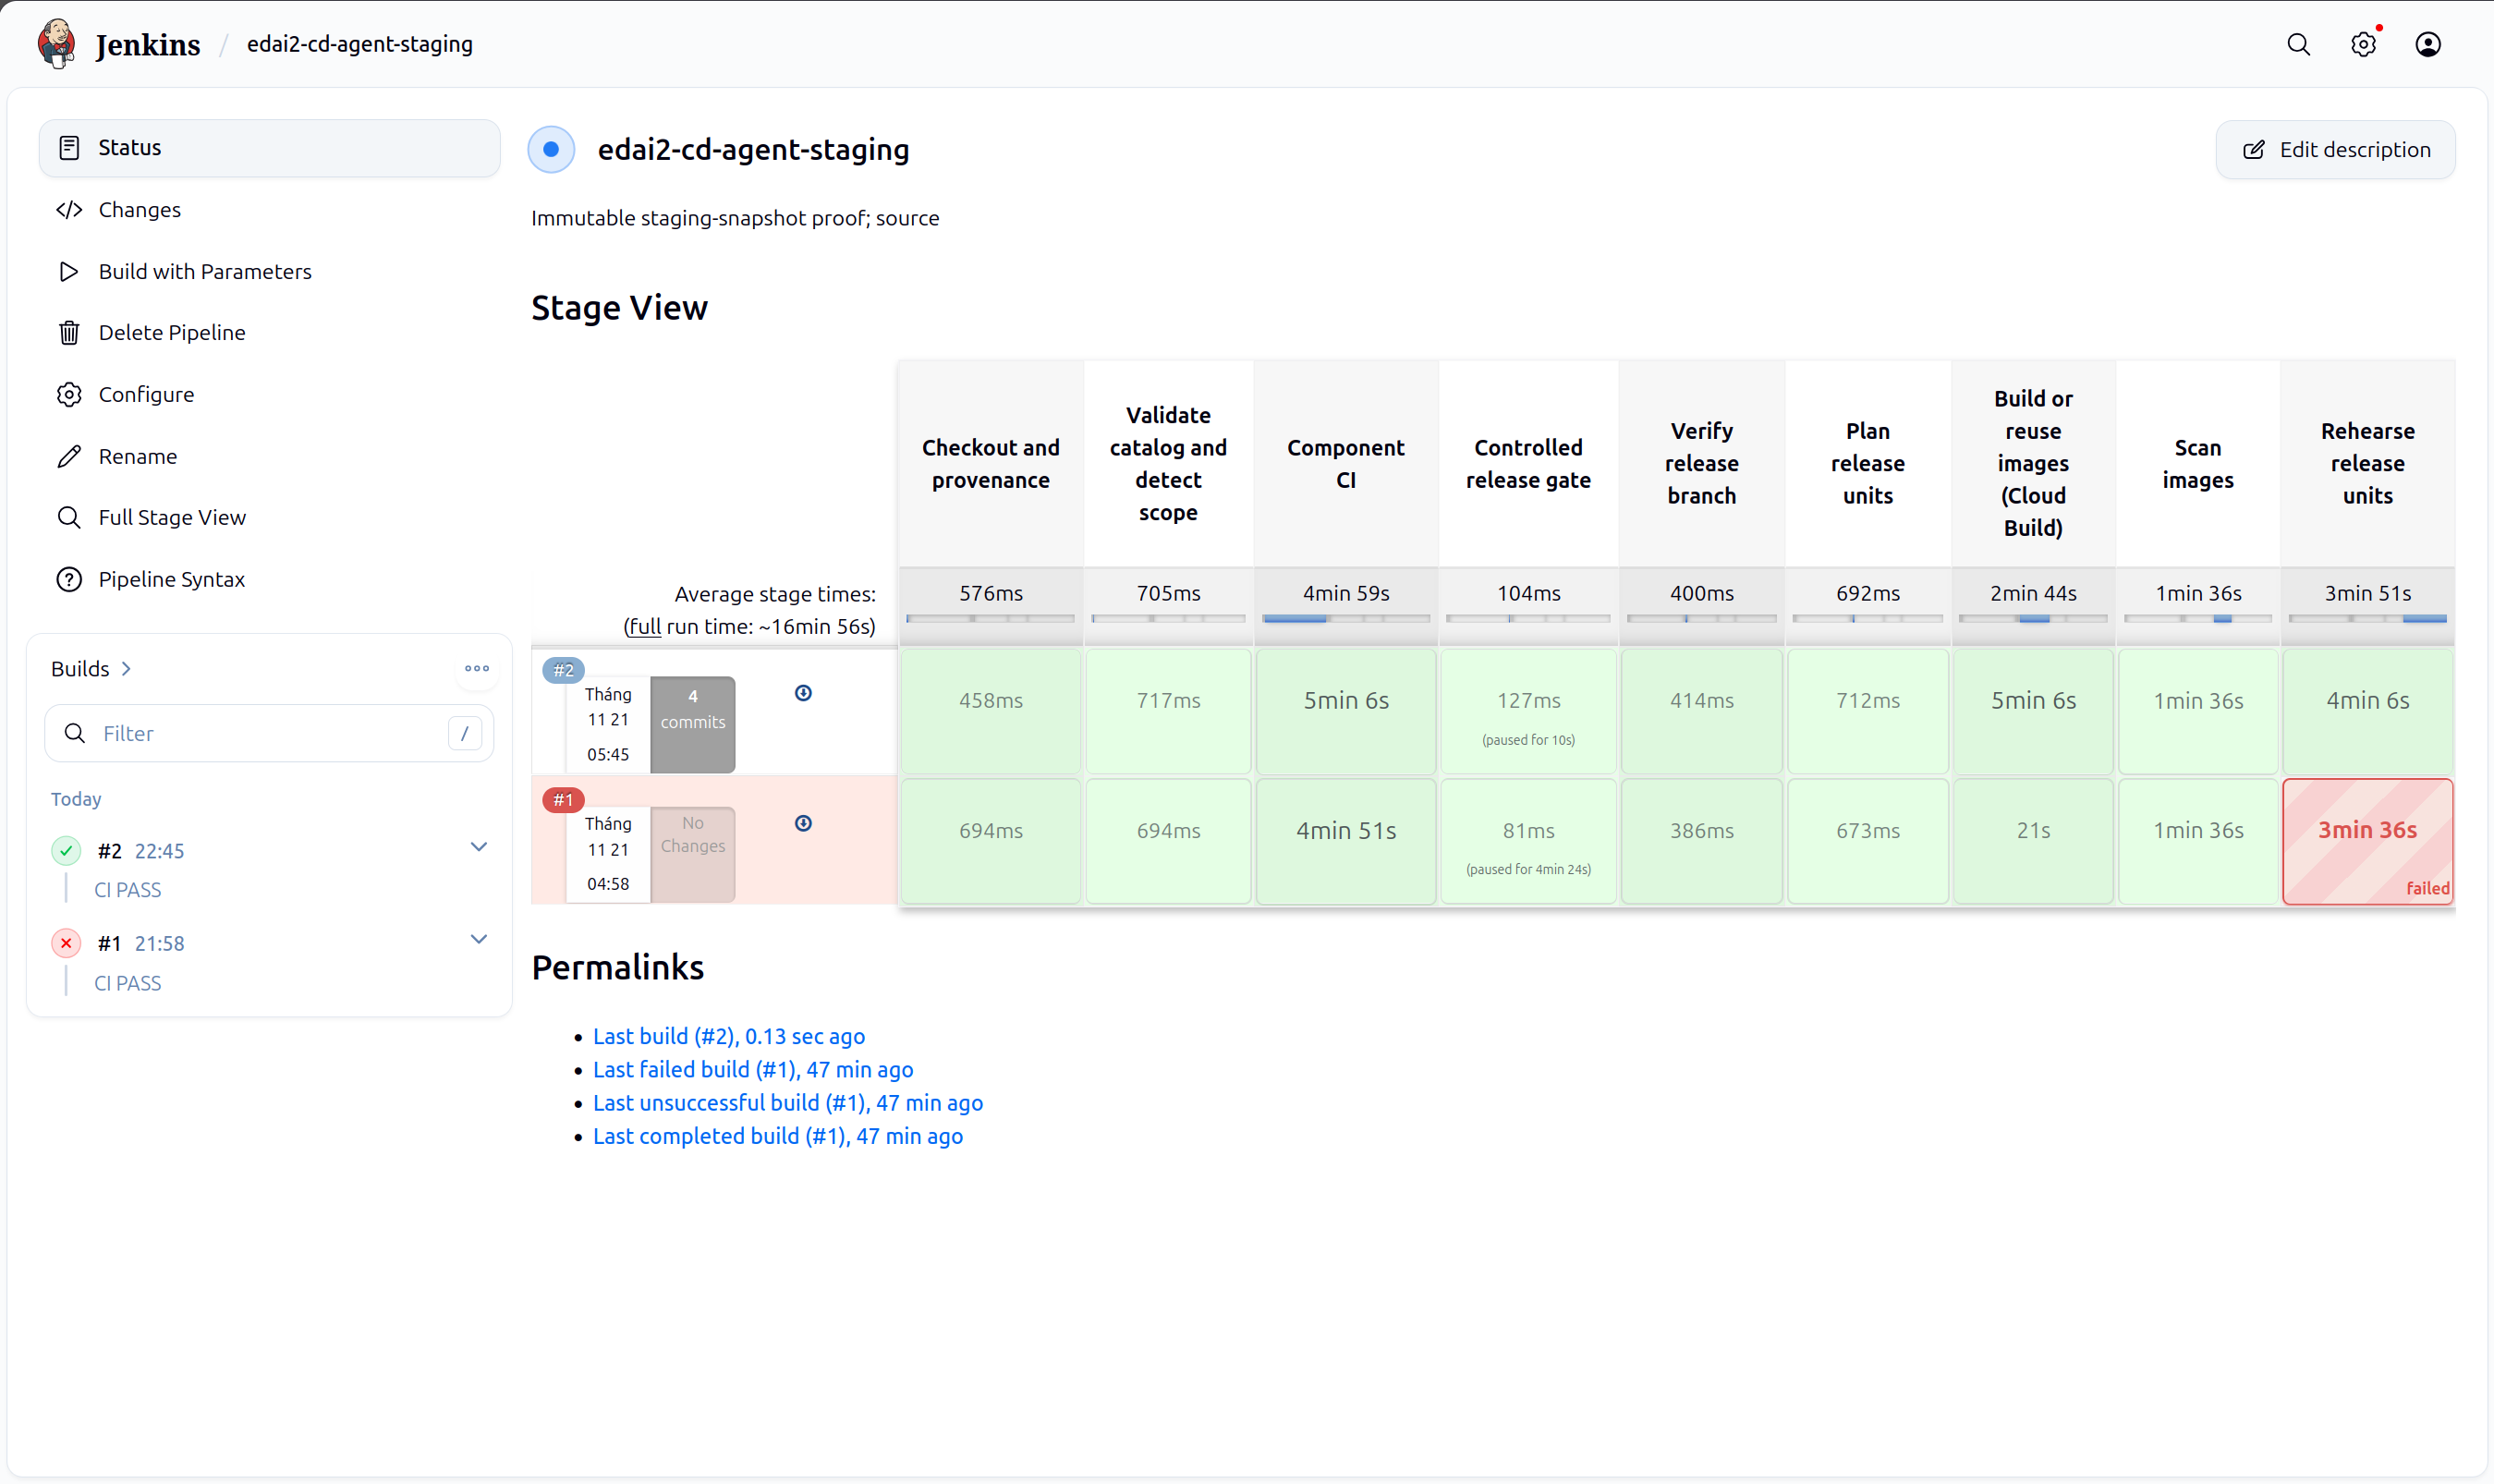 Jenkins / edai2-cd-agent-staging
Status
Changes
Build with Parameters
Delete Pipeline
Configure
Rename
Full Stage View
Pipeline Syntax
Builds
Filter /
Today
#2 22:45
CI PASS
#1 21:58
CI PASS
edai2-cd-agent-staging
Edit description
Immutable staging-snapshot proof; source
Stage View
Checkout and
provenance
Validate
catalog and
detect
scope
Component
CI
Controlled
release gate
Verify
release
branch
Plan
release
units
Build or
reuse
images
(Cloud
Build)
Scan
images
Rehearse
release
units
Average stage times:
(full run time: ~16min 56s)
576ms 705ms 4min 59s 104ms 400ms 692ms 2min 44s 1min 36s 3min 51s
#2
Tháng
11 21
05:45
4
commits
458ms 717ms 5min 6s 127ms 414ms 712ms 5min 6s 1min 36s 4min 6s
(paused for 10s)
#1
Tháng
11 21
04:58
No
Changes
694ms 694ms 4min 51s 81ms 386ms 673ms 21s 1min 36s 3min 36s
(paused for 4min 24s)
failed
Permalinks
Last build (#2), 0.13 sec ago
Last failed build (#1), 47 min ago
Last unsuccessful build (#1), 47 min ago
Last completed build (#1), 47 min ago